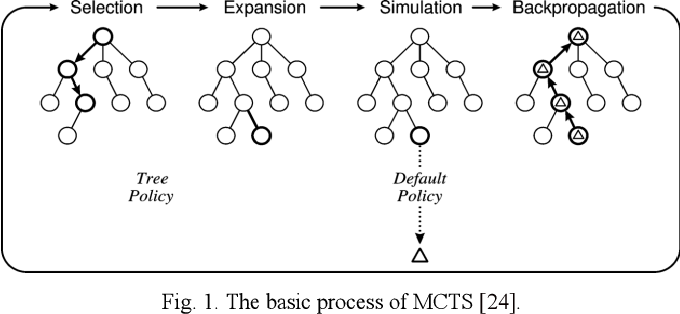 Selection Expansion Simulation Backpropagation
Tree Default
Policy Policy
Fig. 1. The basic process of MCTS [24].